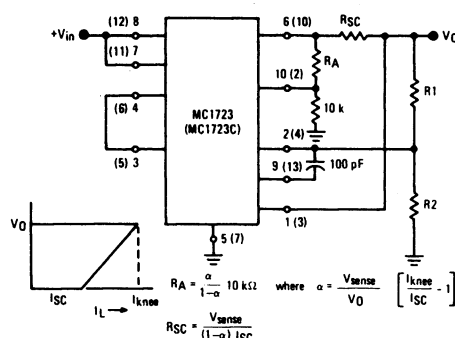 +Vin
(12) 8
(11) 7
(6) 4
(5) 3
MC1723
(MC1723C)
6 (10)
RSC
VO
RA
R1
10 (2)
10 k
2 (4)
9 (13)
100 pF
R2
1 (3)
5 (7)
VO
ISC
IL
Iknee
RA = α/1-α 10 kΩ where α = Vsense/VO [Iknee/ISC - 1]
RSC = Vsense/(1-α) ISC